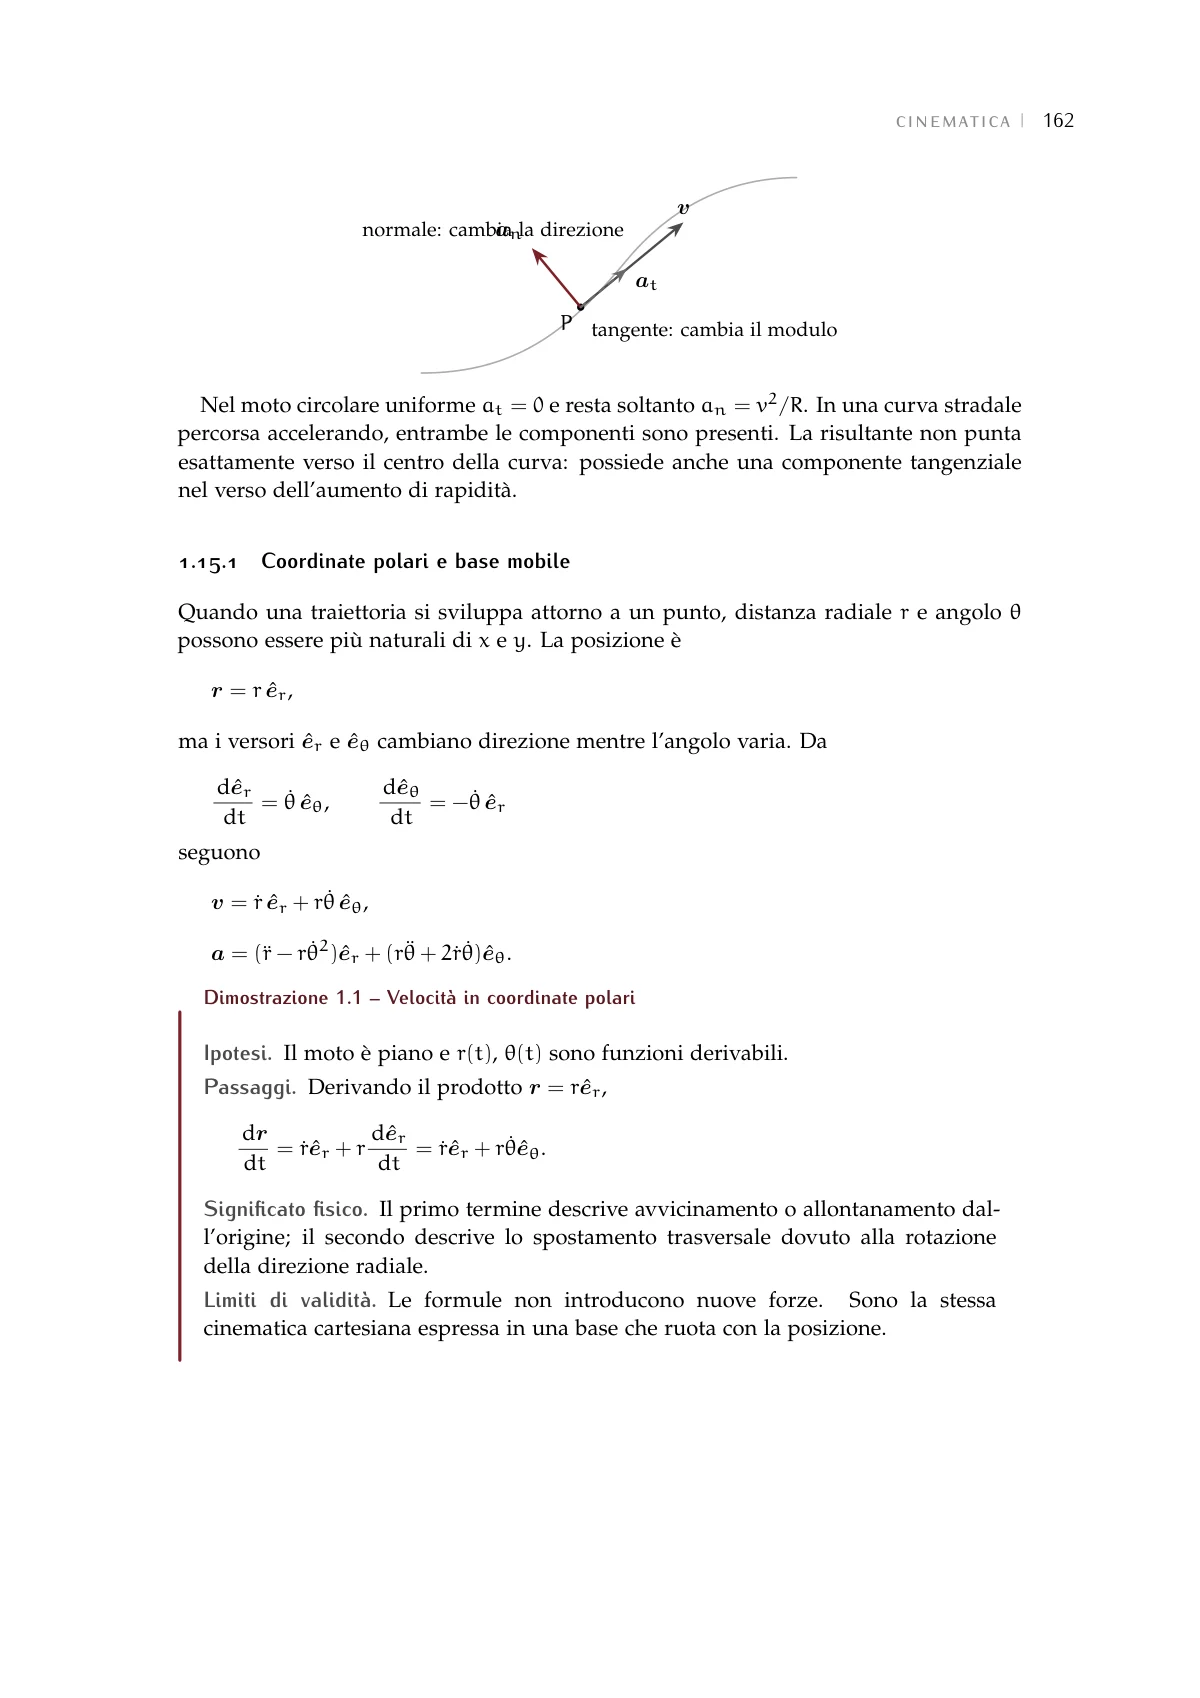 CINEMATICA | 162
v
normale: cambia la direzione
aₙ
aₜ
P
tangente: cambia il modulo
Nel moto circolare uniforme aₜ = 0 e resta soltanto aₙ = v²/R. In una curva stradale
percorsa accelerando, entrambe le componenti sono presenti. La risultante non punta
esattamente verso il centro della curva: possiede anche una componente tangenziale
nel verso dell'aumento di rapidità.
1.15.1 Coordinate polari e base mobile
Quando una traiettoria si sviluppa attorno a un punto, distanza radiale r e angolo θ
possono essere più naturali di x e y. La posizione è
r = r ê_r,
ma i versori ê_r e ê_θ cambiano direzione mentre l'angolo varia. Da
dê_r/dt = θ̇ ê_θ, dê_θ/dt = −θ̇ ê_r
seguono
v = ṙ ê_r + rθ̇ ê_θ,
a = (r̈ − rθ̇²)ê_r + (rθ̈ + 2ṙθ̇)ê_θ.
Dimostrazione 1.1 – Velocità in coordinate polari
Ipotesi. Il moto è piano e r(t), θ(t) sono funzioni derivabili.
Passaggi. Derivando il prodotto r = rê_r,
dr/dt = ṙê_r + r dê_r/dt = ṙê_r + rθ̇ê_θ.
Significato fisico. Il primo termine descrive avvicinamento o allontanamento dal-
l'origine; il secondo descrive lo spostamento trasversale dovuto alla rotazione
della direzione radiale.
Limiti di validità. Le formule non introducono nuove forze. Sono la stessa
cinematica cartesiana espressa in una base che ruota con la posizione.